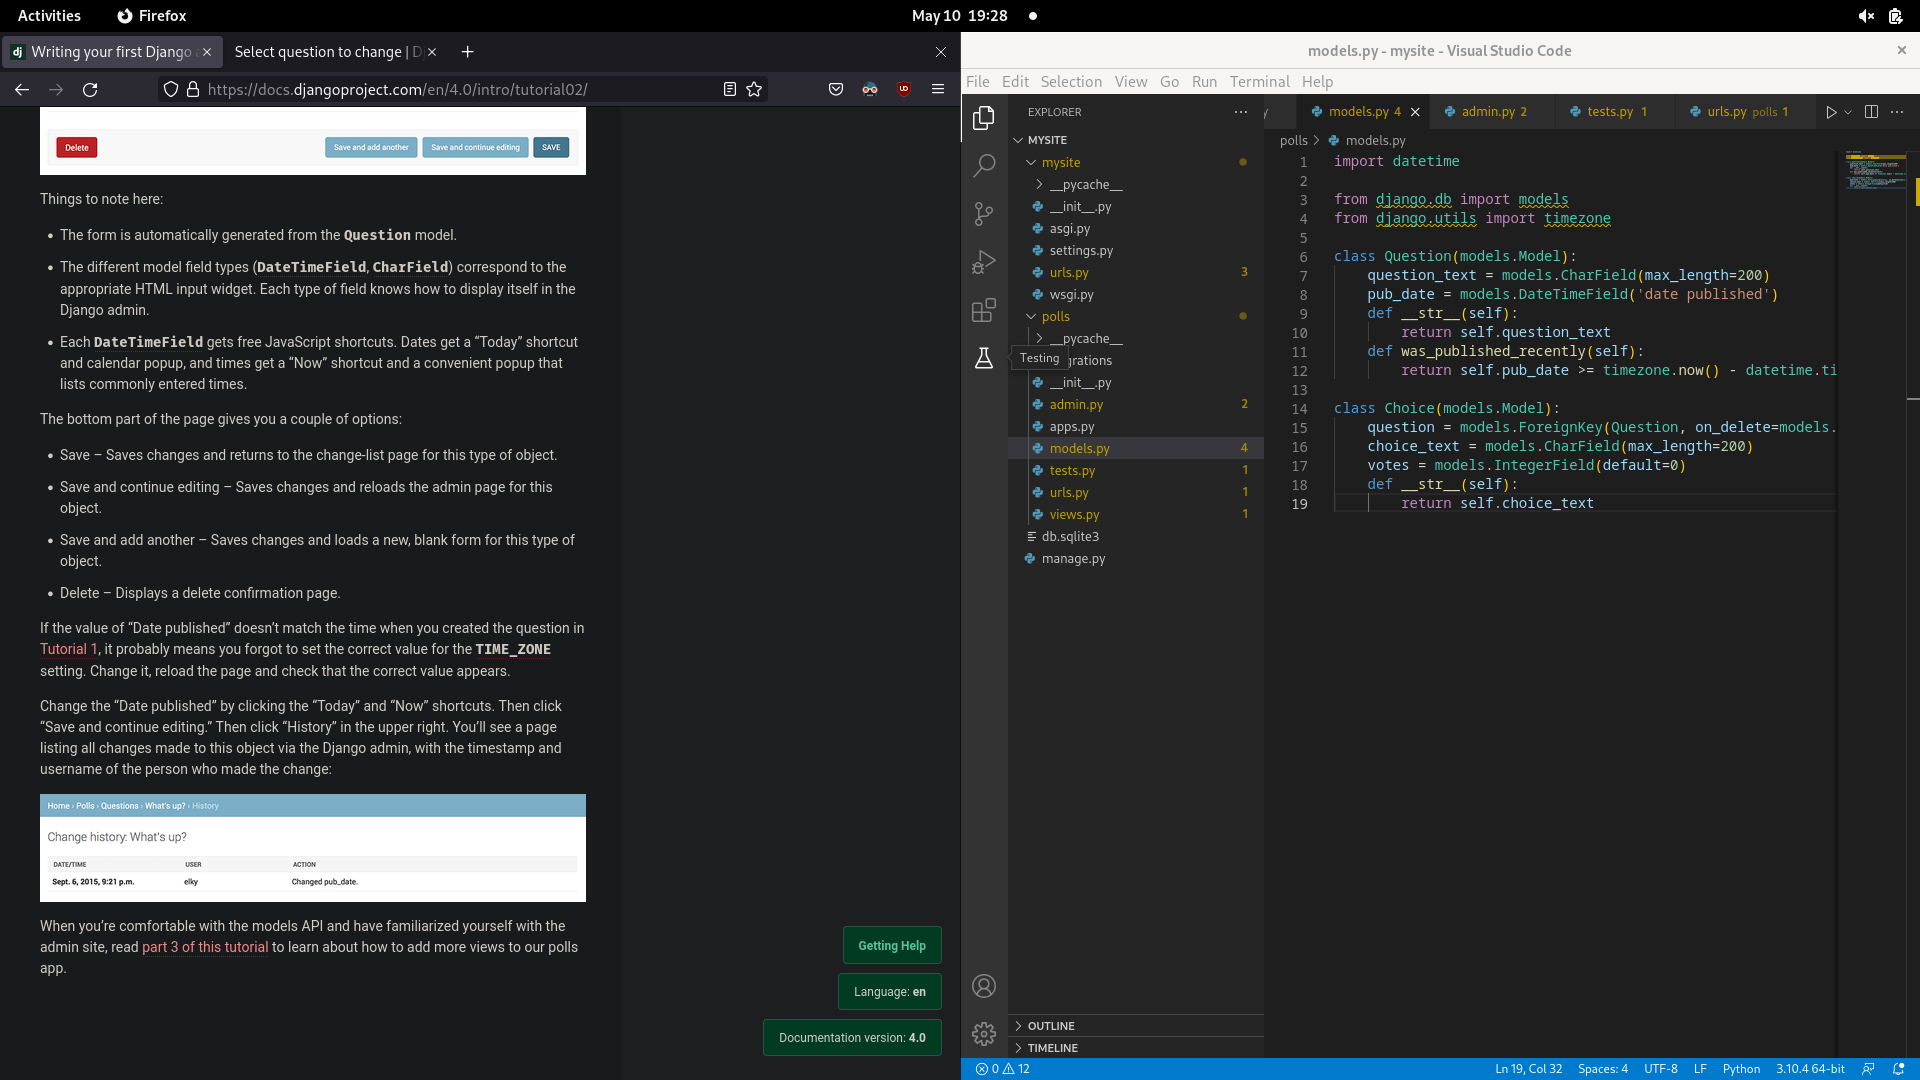 Activities
Firefox
May 10 19:28
Writing your first Django
Select question to change | D
https://docs.djangoproject.com/en/4.0/intro/tutorial02/
Delete
Save and add another
Save and continue editing
SAVE
Things to note here:
• The form is automatically generated from the Question model.
• The different model field types (DateTimeField, CharField) correspond to the
appropriate HTML input widget. Each type of field knows how to display itself in the
Django admin.
• Each DateTimeField gets free JavaScript shortcuts. Dates get a “Today” shortcut
and calendar popup, and times get a “Now” shortcut and a convenient popup that
lists commonly entered times.
The bottom part of the page gives you a couple of options:
• Save – Saves changes and returns to the change-list page for this type of object.
• Save and continue editing – Saves changes and reloads the admin page for this
object.
• Save and add another – Saves changes and loads a new, blank form for this type of
object.
• Delete – Displays a delete confirmation page.
If the value of “Date published” doesn’t match the time when you created the question in
Tutorial 1, it probably means you forgot to set the correct value for the TIME_ZONE
setting. Change it, reload the page and check that the correct value appears.
Change the “Date published” by clicking the “Today” and “Now” shortcuts. Then click
“Save and continue editing.” Then click “History” in the upper right. You’ll see a page
listing all changes made to this object via the Django admin, with the timestamp and
username of the person who made the change:
Home › Polls › Questions › What's up? › History
Change history: What's up?
DATE/TIME USER ACTION
Sept. 6, 2015, 9:21 p.m. elky Changed pub_date.
When you’re comfortable with the models API and have familiarized yourself with the
admin site, read part 3 of this tutorial to learn about how to add more views to our polls
app.
Getting Help
Language: en
Documentation version: 4.0
models.py - mysite - Visual Studio Code
File Edit Selection View Go Run Terminal Help
EXPLORER
MYSITE
mysite
__pycache__
__init__.py
asgi.py
settings.py
urls.py 3
wsgi.py
polls
__pycache__
Testing
grations
__init__.py
admin.py 2
apps.py
models.py 4
tests.py 1
urls.py 1
views.py 1
db.sqlite3
manage.py
OUTLINE
TIMELINE
y models.py 4 admin.py 2 tests.py 1 urls.py polls 1
polls > models.py
1 import datetime
2
3 from django.db import models
4 from django.utils import timezone
5
6 class Question(models.Model):
7 question_text = models.CharField(max_length=200)
8 pub_date = models.DateTimeField('date published')
9 def __str__(self):
10 return self.question_text
11 def was_published_recently(self):
12 return self.pub_date >= timezone.now() - datetime.ti
13
14 class Choice(models.Model):
15 question = models.ForeignKey(Question, on_delete=models.
16 choice_text = models.CharField(max_length=200)
17 votes = models.IntegerField(default=0)
18 def __str__(self):
19 return self.choice_text
0 12
Ln 19, Col 32 Spaces: 4 UTF-8 LF Python 3.10.4 64-bit